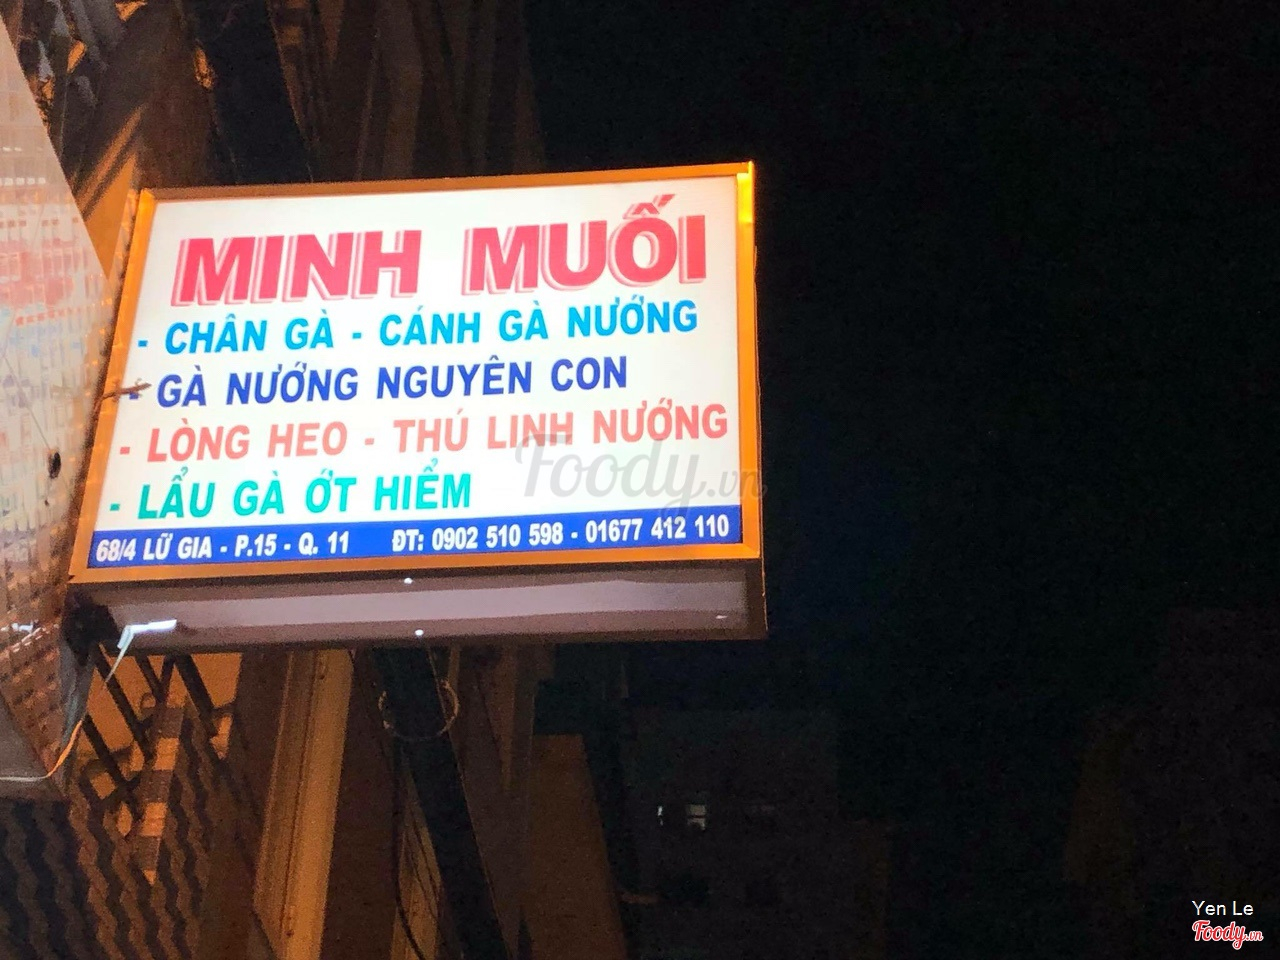 MINH MUỐI
- CHÂN GÀ - CÁNH GÀ NƯỚNG
- GÀ NƯỚNG NGUYÊN CON
- LÒNG HEO - THÚ LINH NƯỚNG
- LẨU GÀ ỚT HIỂM
68/4 LỮ GIA - P.15 - Q. 11 ĐT: 0902 510 598 - 01677 412 110
Foody.vn
Yen Le
Foody.vn